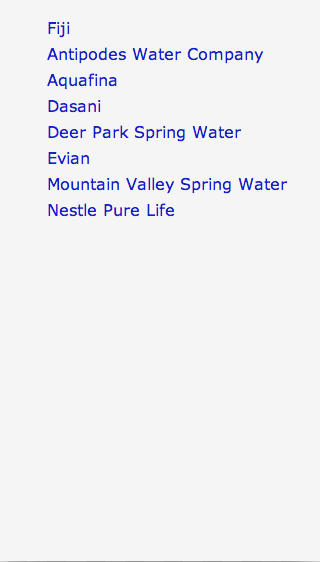 Fiji
Antipodes Water Company
Aquafina
Dasani
Deer Park Spring Water
Evian
Mountain Valley Spring Water
Nestle Pure Life